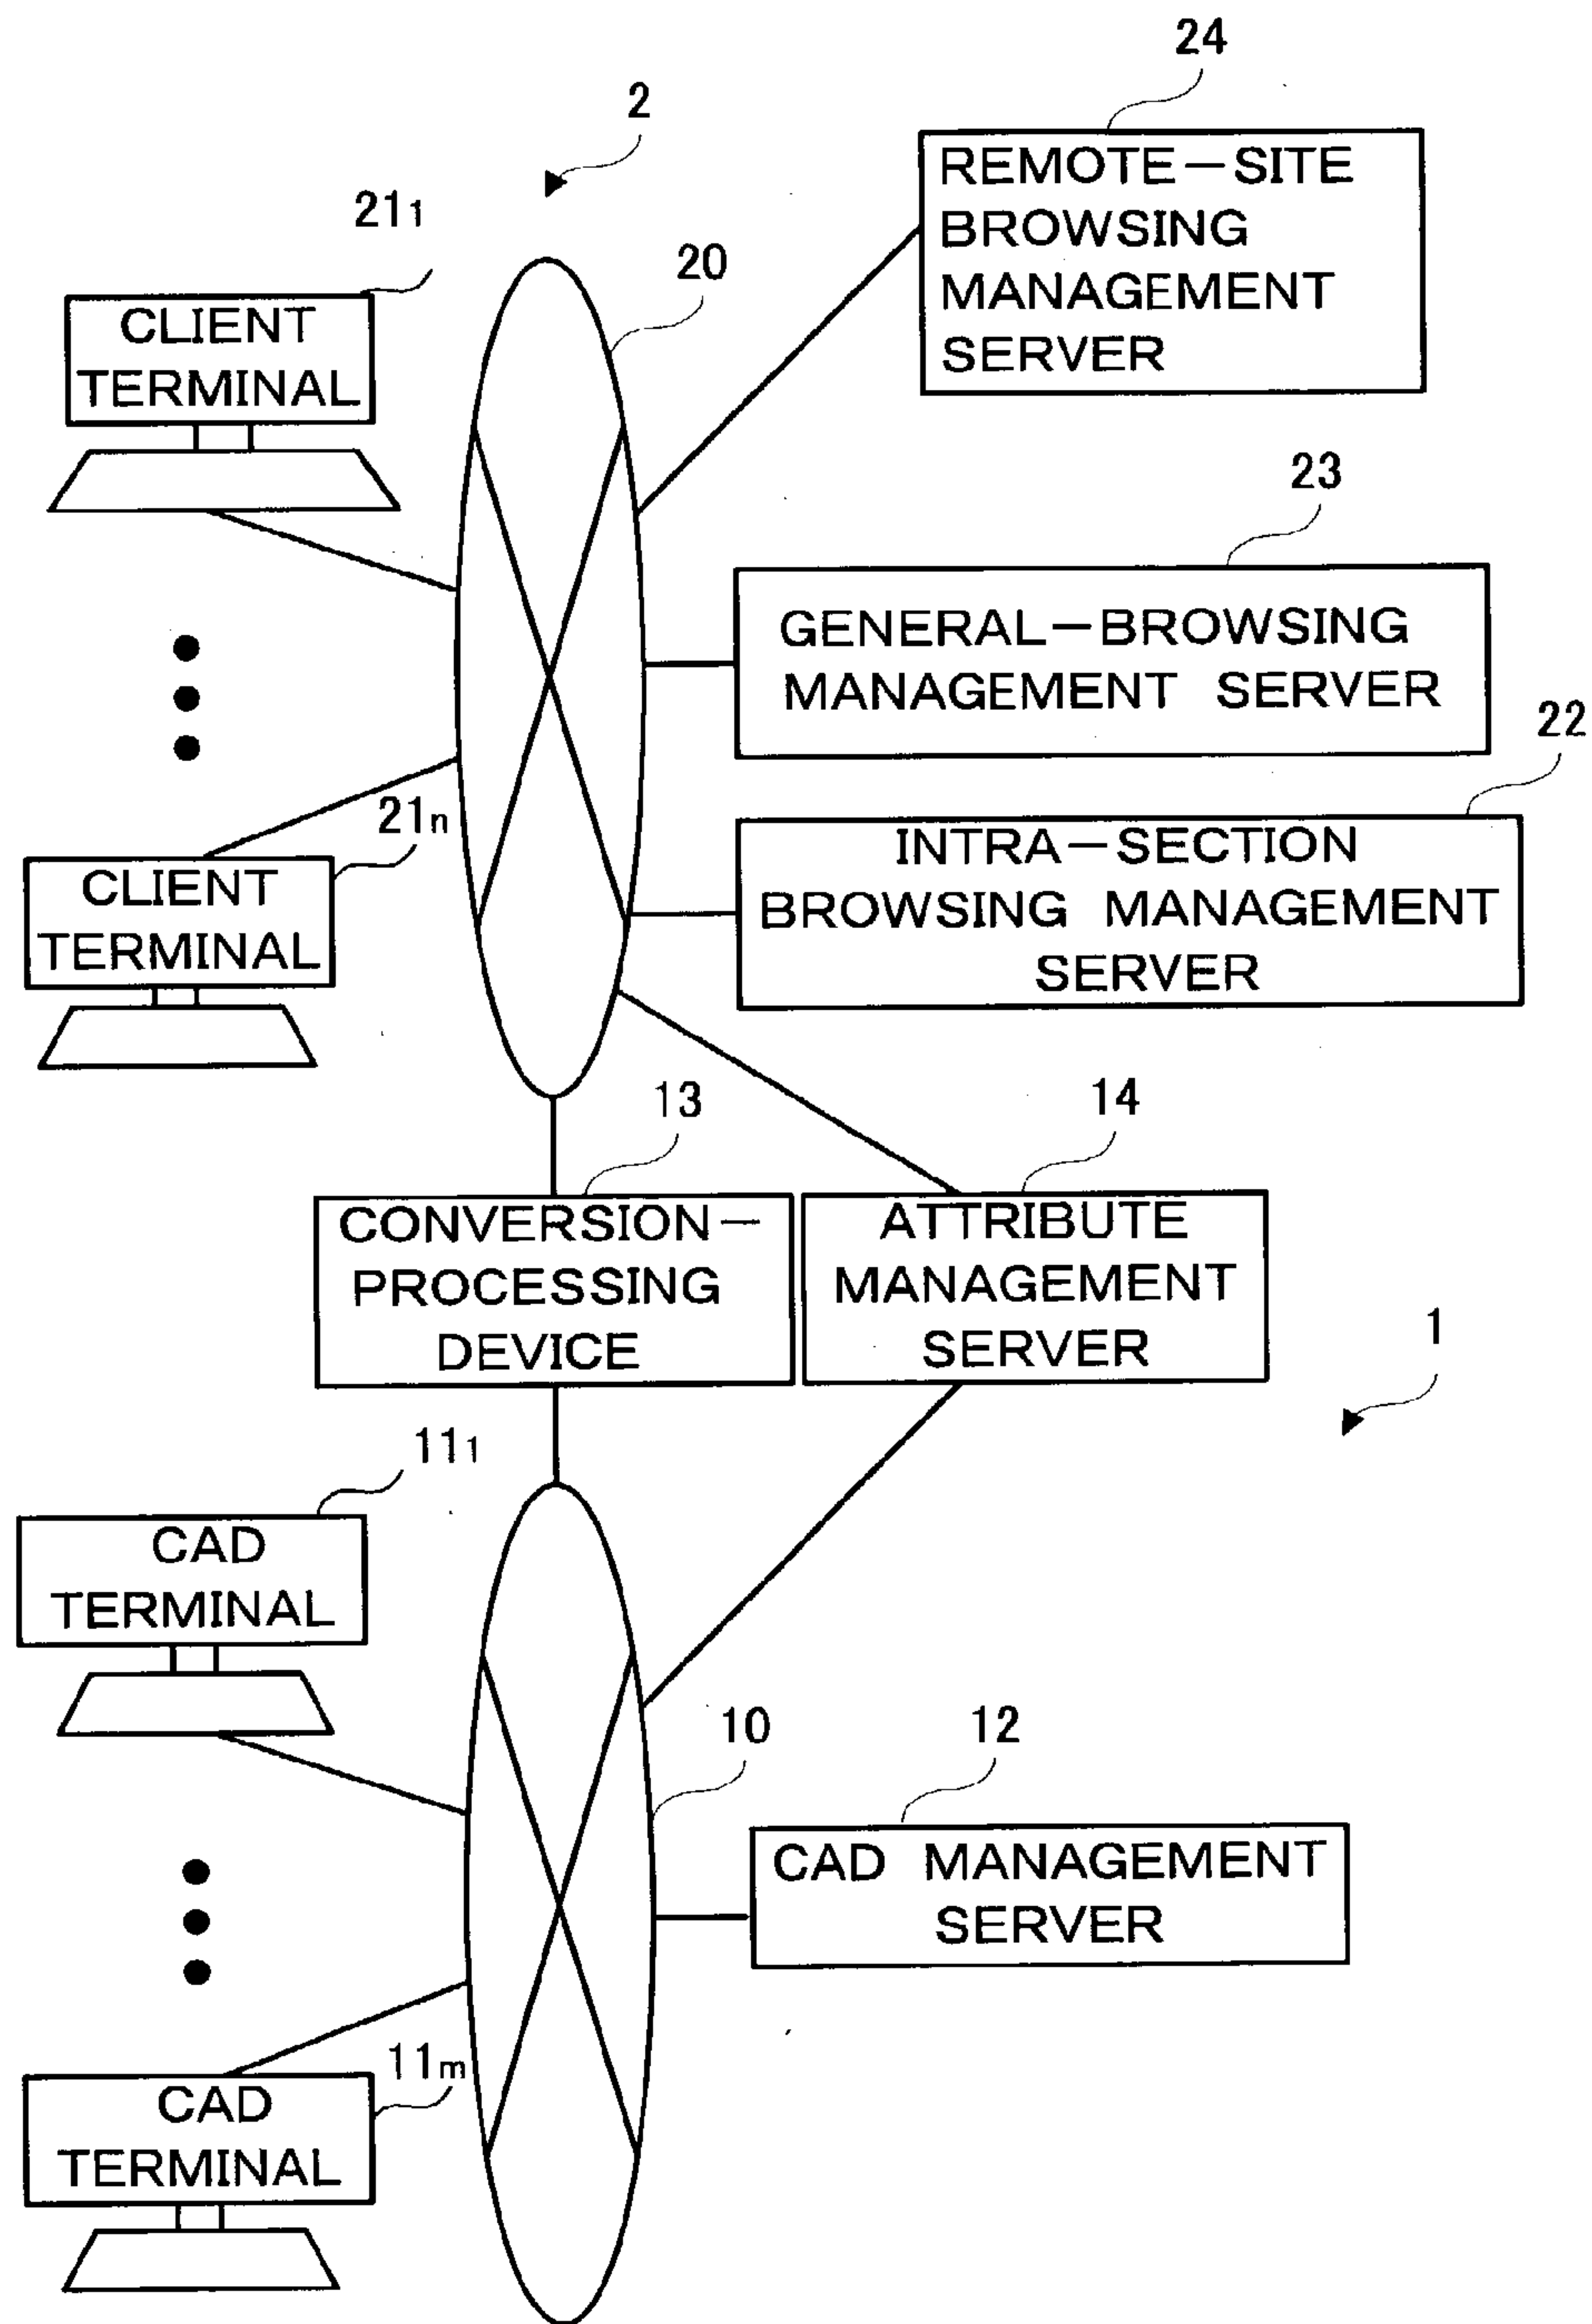 24
2
REMOTE-SITE
BROWSING
MANAGEMENT
SERVER
21₁
20
CLIENT
TERMINAL
23
GENERAL-BROWSING
MANAGEMENT SERVER
22
21ₙ
INTRA-SECTION
BROWSING MANAGEMENT
SERVER
CLIENT
TERMINAL
13
14
CONVERSION-
PROCESSING
DEVICE
ATTRIBUTE
MANAGEMENT
SERVER
1
11₁
CAD
TERMINAL
10
12
CAD MANAGEMENT
SERVER
11ₘ
CAD
TERMINAL